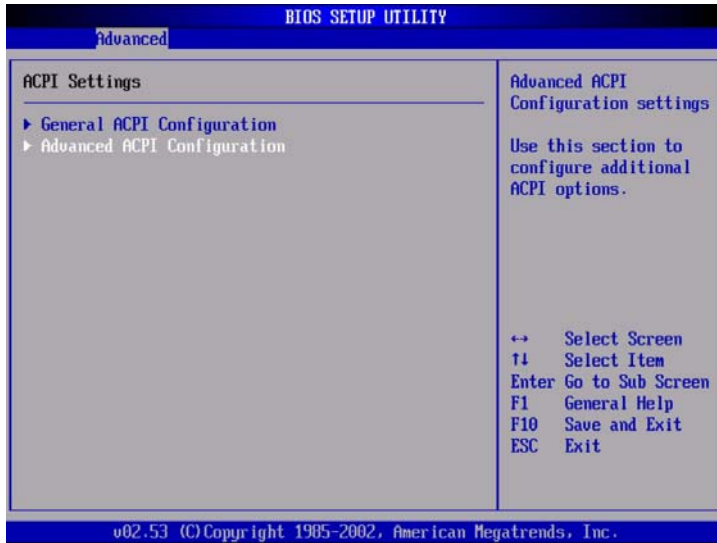 BIOS SETUP UTILITY
Advanced
ACPI Settings
▶ General ACPI Configuration
▶ Advanced ACPI Configuration
Advanced ACPI
Configuration settings
Use this section to
configure additional
ACPI options.
↔ Select Screen
↑↓ Select Item
Enter Go to Sub Screen
F1 General Help
F10 Save and Exit
ESC Exit
v02.53 (C)Copyright 1985-2002, American Megatrends, Inc.